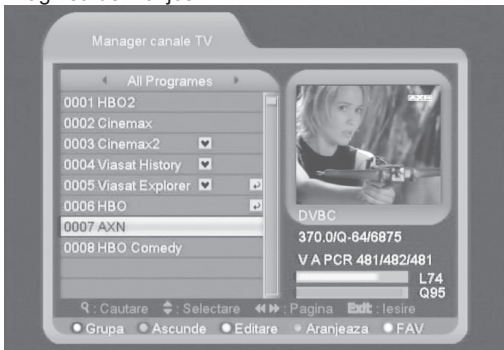 Manager canale TV
All Programes
0001 HBO2
0002 Cinemax
0003 Cinemax2
0004 Viasat History
0005 Viasat Explorer
0006 HBO
0007 AXN
0008 HBO Comedy
DVBC
370.0/Q-64/6875
V A PCR 481/482/481
L74
Q95
: Cautare : Selectare : Pagina Exit : Iesire
Grupa Ascunde Editare Aranjeaza FAV